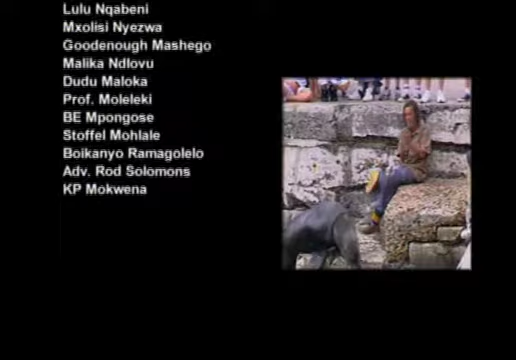 Lulu Nqabeni
Mxolisi Nyezwa
Goodenough Mashego
Malika Ndlovu
Dudu Maloka
Prof. Moleleki
BE Mpongose
Stoffel Mohlale
Boikanyo Ramagolelo
Adv. Rod Solomons
KP Mokwena